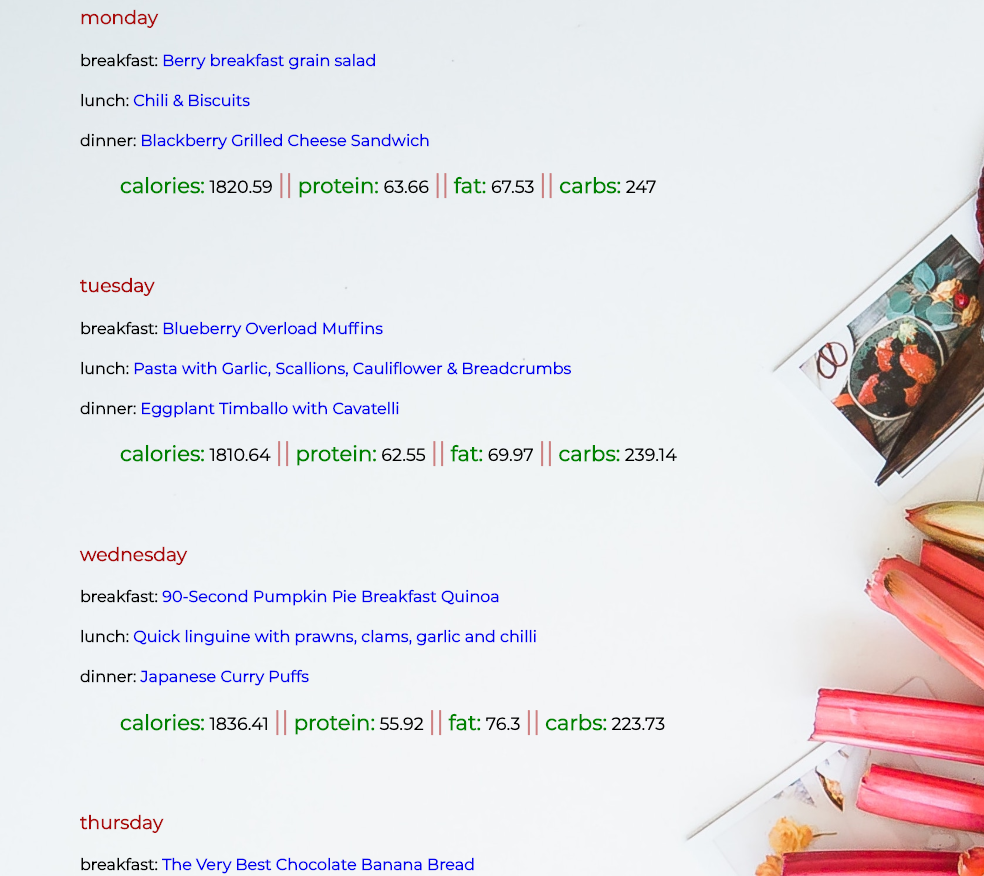 monday
breakfast: Berry breakfast grain salad
lunch: Chili & Biscuits
dinner: Blackberry Grilled Cheese Sandwich
calories: 1820.59 || protein: 63.66 || fat: 67.53 || carbs: 247
tuesday
breakfast: Blueberry Overload Muffins
lunch: Pasta with Garlic, Scallions, Cauliflower & Breadcrumbs
dinner: Eggplant Timballo with Cavatelli
calories: 1810.64 || protein: 62.55 || fat: 69.97 || carbs: 239.14
wednesday
breakfast: 90-Second Pumpkin Pie Breakfast Quinoa
lunch: Quick linguine with prawns, clams, garlic and chilli
dinner: Japanese Curry Puffs
calories: 1836.41 || protein: 55.92 || fat: 76.3 || carbs: 223.73
thursday
breakfast: The Very Best Chocolate Banana Bread